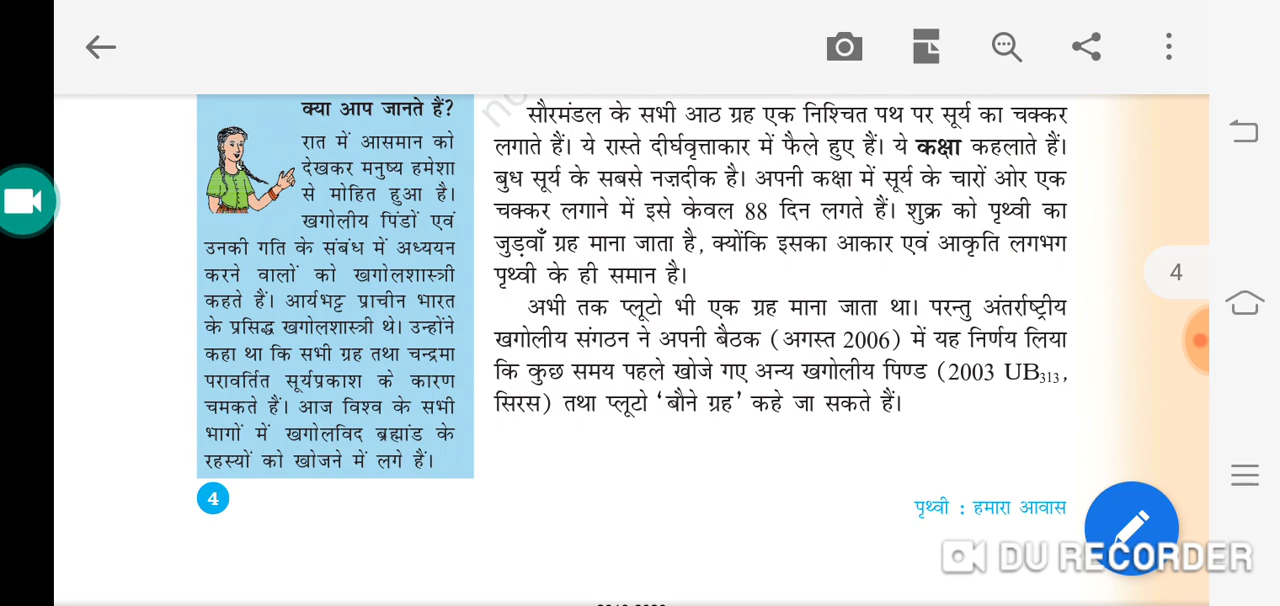 क्या आप जानते हैं?
रात में आसमान को
देखकर मनुष्य हमेशा
से मोहित हुआ है।
खगोलीय पिंडों एवं
उनकी गति के संबंध में अध्ययन
करने वालों को खगोलशास्त्री
कहते हैं। आर्यभट्ट प्राचीन भारत
के प्रसिद्ध खगोलशास्त्री थे। उन्होंने
कहा था कि सभी ग्रह तथा चन्द्रमा
परावर्तित सूर्यप्रकाश के कारण
चमकते हैं। आज विश्व के सभी
भागों में खगोलविद ब्रह्मांड के
रहस्यों को खोजने में लगे हैं।
सौरमंडल के सभी आठ ग्रह एक निश्चित पथ पर सूर्य का चक्कर
लगाते हैं। ये रास्ते दीर्घवृत्ताकार में फैले हुए हैं। ये कक्षा कहलाते हैं।
बुध सूर्य के सबसे नजदीक है। अपनी कक्षा में सूर्य के चारों ओर एक
चक्कर लगाने में इसे केवल 88 दिन लगते हैं। शुक्र को पृथ्वी का
जुड़वाँ ग्रह माना जाता है, क्योंकि इसका आकार एवं आकृति लगभग
पृथ्वी के ही समान है।
अभी तक प्लूटो भी एक ग्रह माना जाता था। परन्तु अंतर्राष्ट्रीय
खगोलीय संगठन ने अपनी बैठक (अगस्त 2006) में यह निर्णय लिया
कि कुछ समय पहले खोजे गए अन्य खगोलीय पिण्ड (2003 UB313,
सिरस) तथा प्लूटो ‘बौने ग्रह’ कहे जा सकते हैं।
4
4
पृथ्वी : हमारा आवास
DU RECORDER